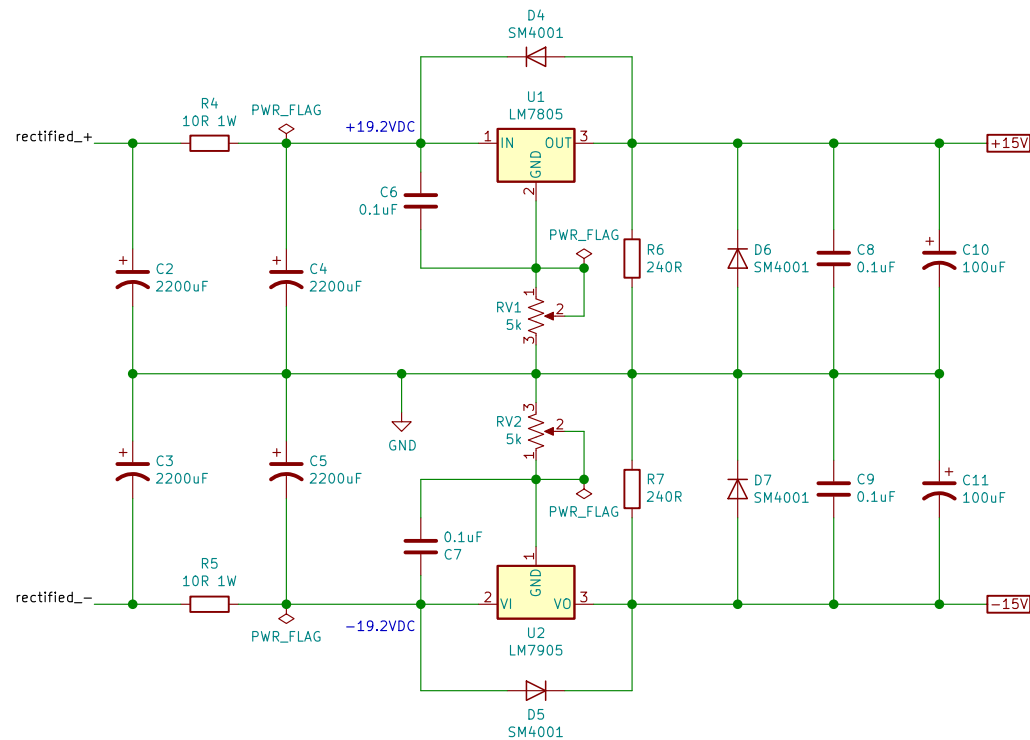 D4
SM4001
U1
LM7805
R4
10R 1W
PWR_FLAG
+19.2VDC
rectified_+
1
IN
OUT
3
GND
2
+15V
C6
0.1uF
PWR_FLAG
R6
240R
D6
SM4001
C8
0.1uF
+
C10
100uF
+
C2
2200uF
+
C4
2200uF
1
RV1
5k
2
3
GND
3
RV2
5k
2
1
+
C3
2200uF
+
C5
2200uF
R7
240R
D7
SM4001
C9
0.1uF
+
C11
100uF
PWR_FLAG
0.1uF
C7
1
GND
R5
10R 1W
rectified_-
2
VI
VO
3
-15V
PWR_FLAG
-19.2VDC
U2
LM7905
D5
SM4001